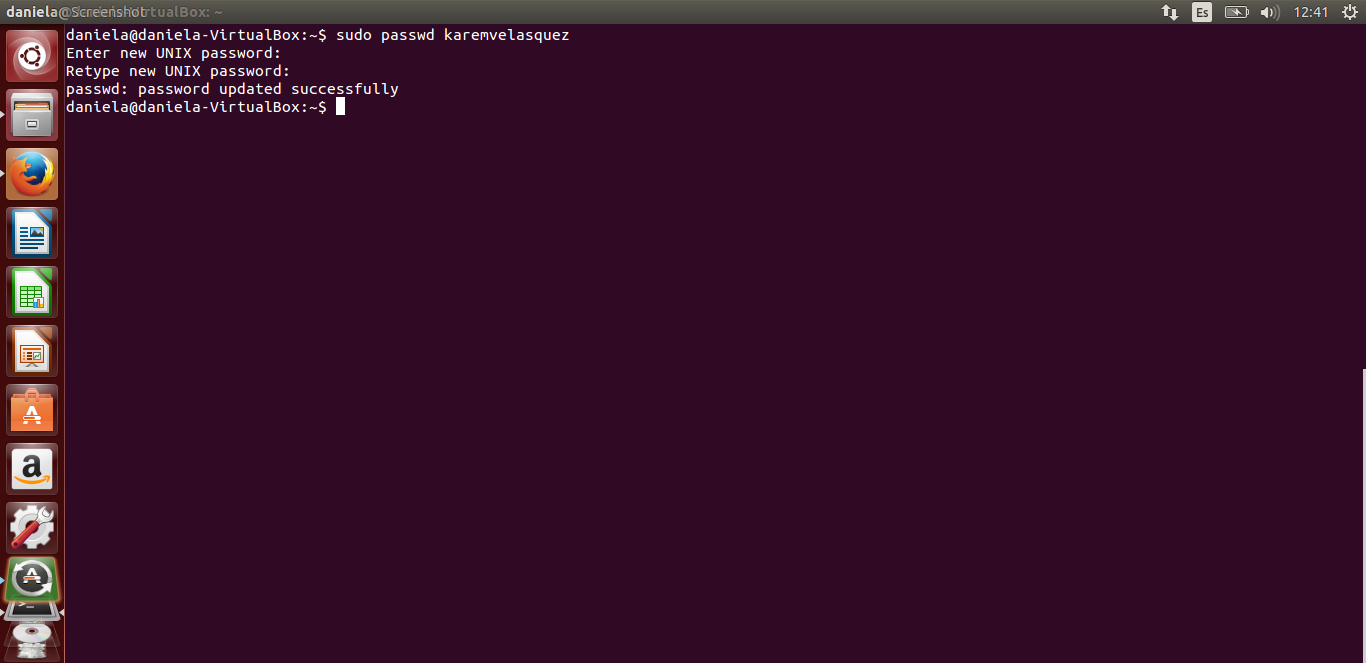 daniela@Screenshot VirtualBox: ~
Es
12:41
daniela@daniela-VirtualBox:~$ sudo passwd karemvelasquez
Enter new UNIX password:
Retype new UNIX password:
passwd: password updated successfully
daniela@daniela-VirtualBox:~$